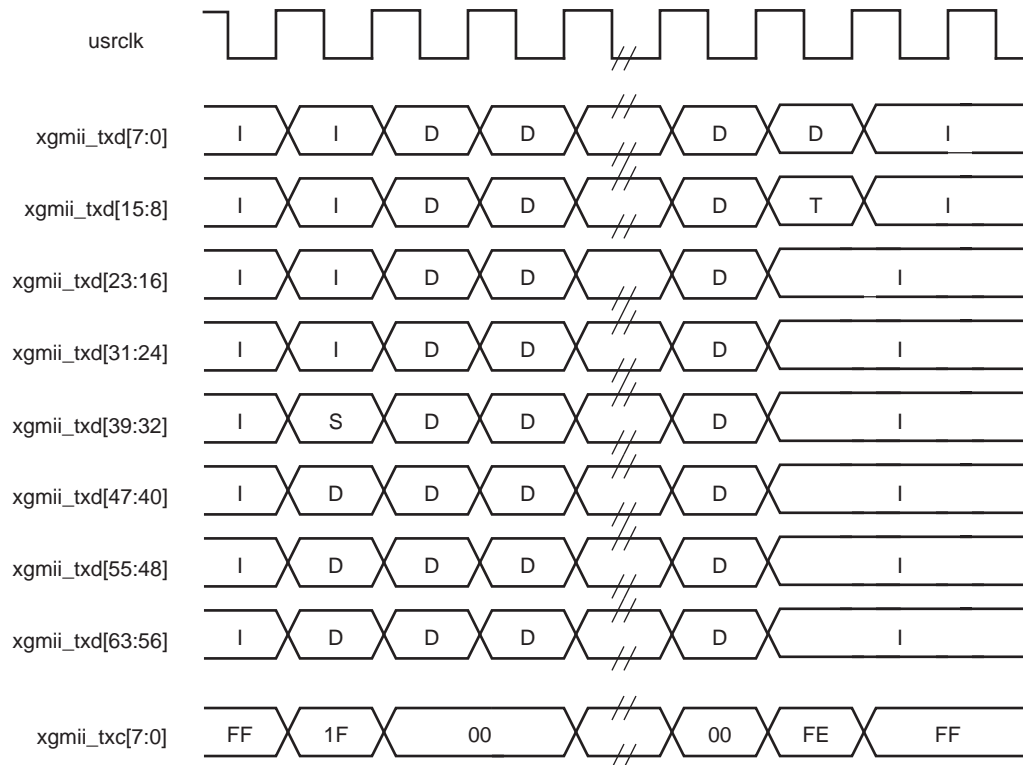 usrclk
xgmii_txd[7:0] I I D D D D I
xgmii_txd[15:8] I I D D D T I
xgmii_txd[23:16] I I D D D I
xgmii_txd[31:24] I I D D D I
xgmii_txd[39:32] I S D D D I
xgmii_txd[47:40] I D D D D I
xgmii_txd[55:48] I D D D D I
xgmii_txd[63:56] I D D D D I
xgmii_txc[7:0] FF 1F 00 00 FE FF